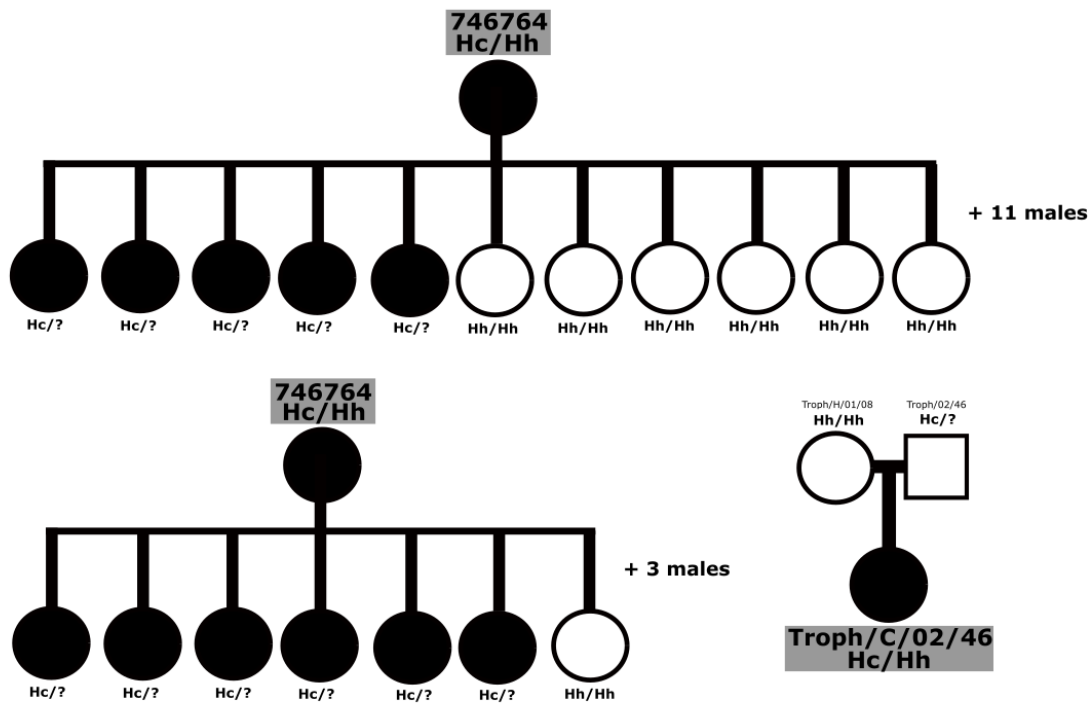 746764
Hc/Hh
+ 11 males
Hc/?
Hc/?
Hc/?
Hc/?
Hc/?
Hh/Hh
Hh/Hh
Hh/Hh
Hh/Hh
Hh/Hh
Hh/Hh
746764
Hc/Hh
+ 3 males
Hc/?
Hc/?
Hc/?
Hc/?
Hc/?
Hc/?
Hh/Hh
Troph/H/01/08
Hh/Hh
Troph/02/46
Hc/?
Troph/C/02/46
Hc/Hh